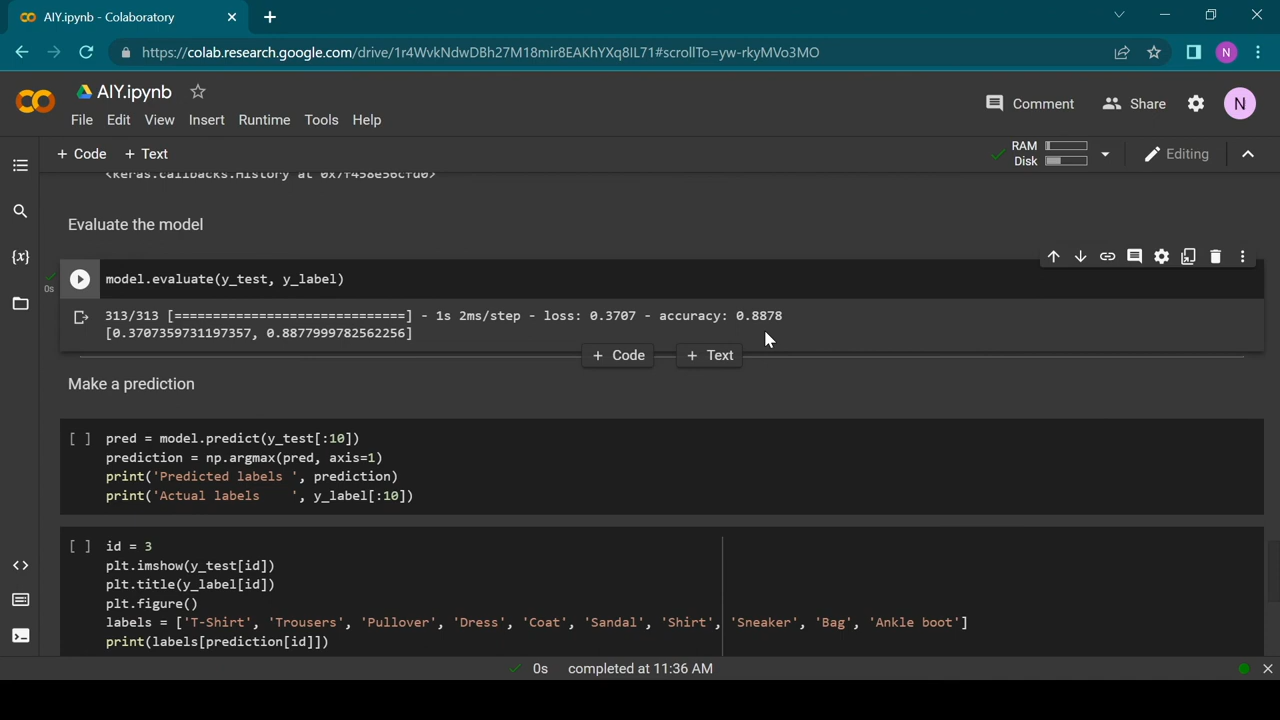 AIY.ipynb - Colaboratory
https://colab.research.google.com/drive/1r4WvkNdwDBh27M18mir8EAKhYXq8IL71#scrollTo=yw-rkyMVo3MO
N
AIY.ipynb
Comment
Share
N
File Edit View Insert Runtime Tools Help
+ Code + Text
RAM
Disk
Editing
<keras.callbacks.History at 0x7f458e56cfd0>
Evaluate the model
0s
model.evaluate(y_test, y_label)
313/313 [==============================] - 1s 2ms/step - loss: 0.3707 - accuracy: 0.8878
[0.3707359731197357, 0.8877999782562256]
+ Code + Text
Make a prediction
[ ] pred = model.predict(y_test[:10])
prediction = np.argmax(pred, axis=1)
print('Predicted labels ', prediction)
print('Actual labels    ', y_label[:10])
[ ] id = 3
plt.imshow(y_test[id])
plt.title(y_label[id])
plt.figure()
labels = ['T-Shirt', 'Trousers', 'Pullover', 'Dress', 'Coat', 'Sandal', 'Shirt', 'Sneaker', 'Bag', 'Ankle boot']
print(labels[prediction[id]])
0s completed at 11:36 AM